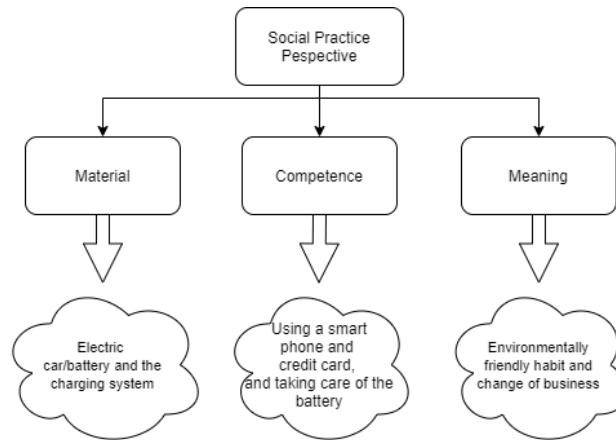 Social Practice
Pespective
Material
Competence
Meaning
Electric
car/battery and the
charging system
Using a smart
phone and
credit card,
and taking care of the
battery
Environmentally
friendly habit and
change of business